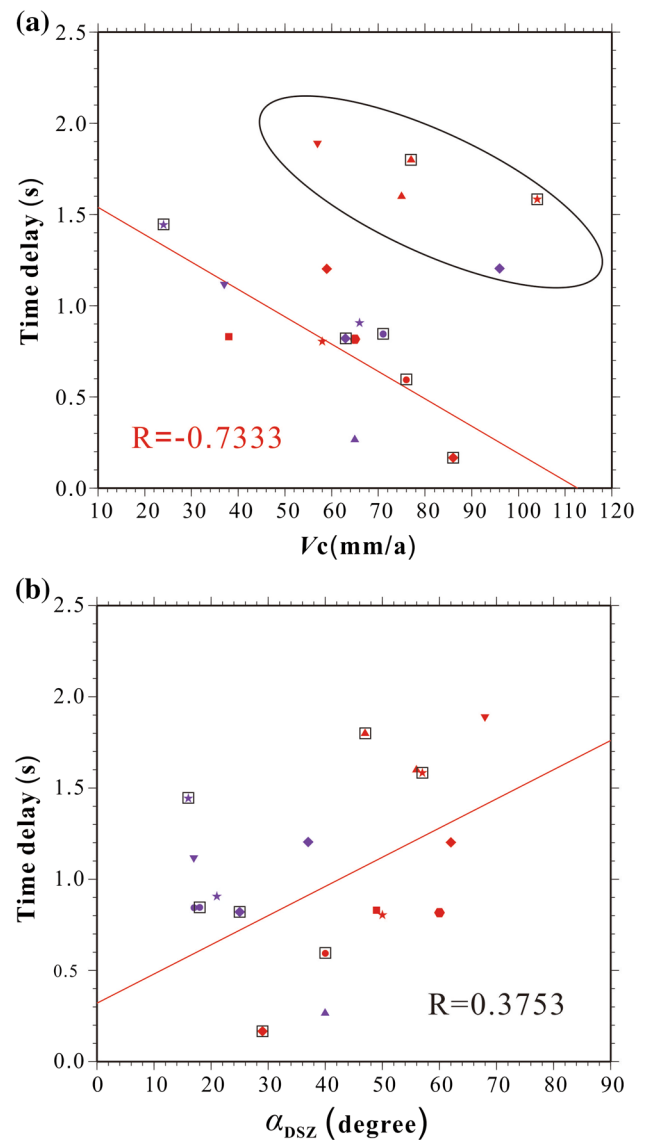 (a)
2.5
2.0
1.5
1.0
0.5
0.0
Time delay (s)
R=-0.7333
10 20 30 40 50 60 70 80 90 100 110 120
Vc(mm/a)
(b)
2.5
2.0
1.5
1.0
0.5
0.0
Time delay (s)
R=0.3753
0 10 20 30 40 50 60 70 80 90
αDSZ (degree)